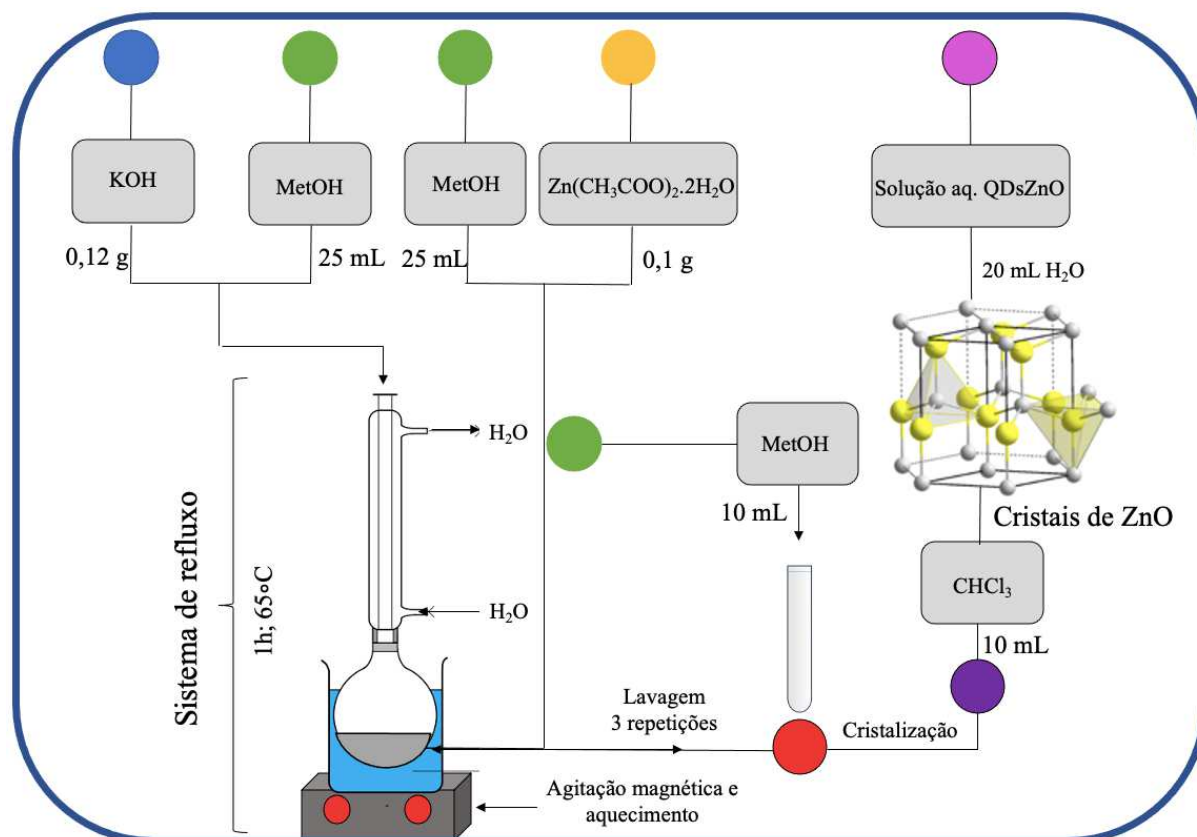 KOH
MetOH
MetOH
Zn(CH₃COO)₂.2H₂O
Solução aq. QDsZnO
0,12 g
25 mL
25 mL
0,1 g
20 mL H₂O
H₂O
MetOH
10 mL
Cristais de ZnO
Sistema de refluxo
1h; 65∘C
H₂O
CHCl₃
10 mL
Lavagem
3 repetições
Cristalização
Agitação magnética e
aquecimento